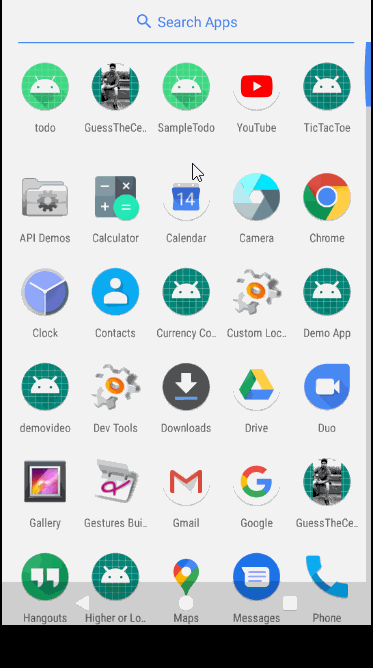 Search Apps
todo GuessTheCe.. SampleTodo YouTube TicTacToe
14
API Demos Calculator Calendar Camera Chrome
Clock Contacts Currency Co.. Custom Loc.. Demo App
demovideo Dev Tools Downloads Drive Duo
Gallery Gestures Bui.. Gmail Google GuessTheCe..
Hangouts Higher or Lo.. Maps Messages Phone